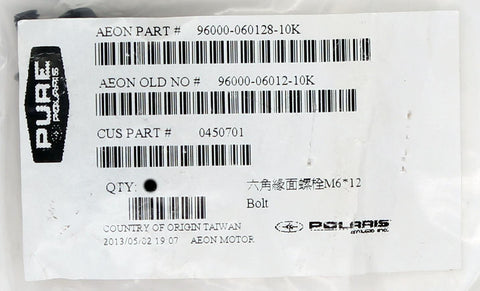 AEON PART # 96000-060128-10K
AEON OLD NO # 96000-06012-10K
PURE
POLARIS
CUS PART # 0450701
QTY:
六角緣面螺栓M6*12
Bolt
COUNTRY OF ORIGIN TAIWAN
2013/05/02 19:07 AEON MOTOR
POLARIS